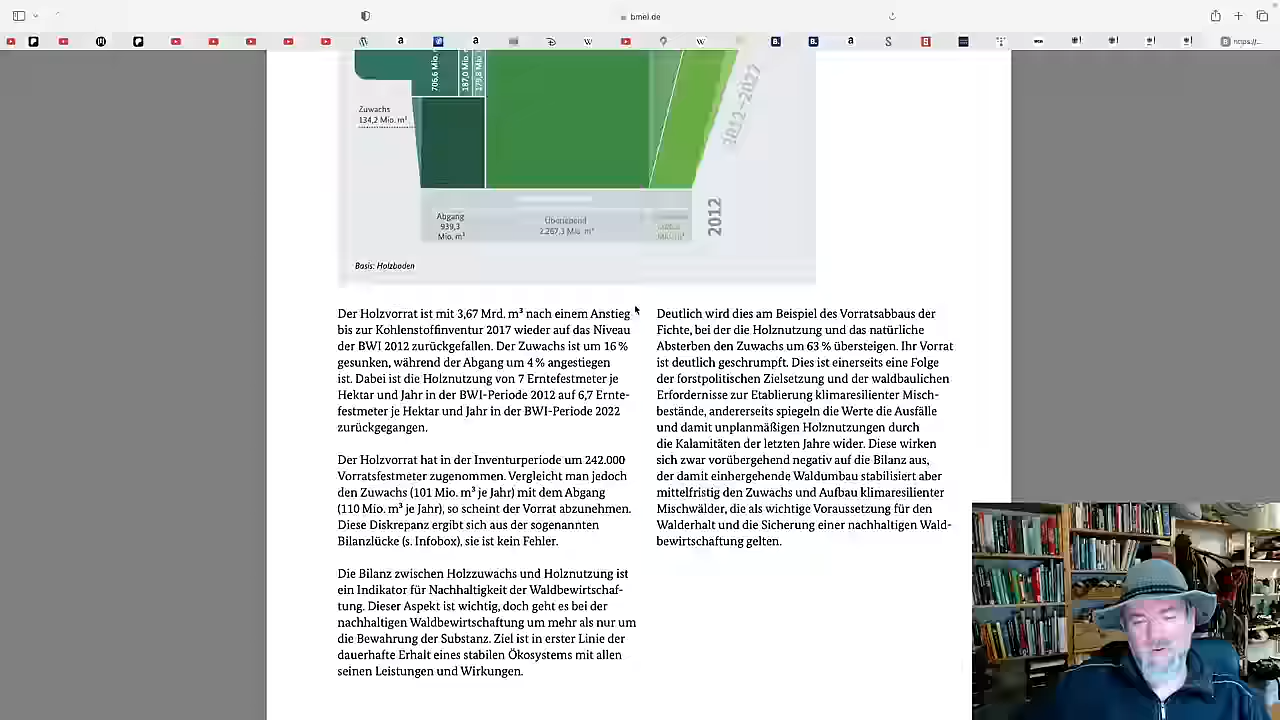 bmel.de
https://...
706,6 Mio.
187,0 Mio.
179,8 Mio.
Zuwachs
134,2 Mio. m³
2012–2027
2012
Abgang
939,3
Mio. m³
Überlebend
2.267,3 Mio. m³
Basis: Holzboden
Der Holzvorrat ist mit 3,67 Mrd. m³ nach einem Anstieg
bis zur Kohlenstoffinventur 2017 wieder auf das Niveau
der BWI 2012 zurückgefallen. Der Zuwachs ist um 16 %
gesunken, während der Abgang um 4 % angestiegen
ist. Dabei ist die Holznutzung von 7 Erntefestmeter je
Hektar und Jahr in der BWI-Periode 2012 auf 6,7 Ernte-
festmeter je Hektar und Jahr in der BWI-Periode 2022
zurückgegangen.
Der Holzvorrat hat in der Inventurperiode um 242.000
Vorratsfestmeter zugenommen. Vergleicht man jedoch
den Zuwachs (101 Mio. m³ je Jahr) mit dem Abgang
(110 Mio. m³ je Jahr), so scheint der Vorrat abzunehmen.
Diese Diskrepanz ergibt sich aus der sogenannten
Bilanzlücke (s. Infobox), sie ist kein Fehler.
Die Bilanz zwischen Holzzuwachs und Holznutzung ist
ein Indikator für Nachhaltigkeit der Waldbewirtschaf-
tung. Dieser Aspekt ist wichtig, doch geht es bei der
nachhaltigen Waldbewirtschaftung um mehr als nur um
die Bewahrung der Substanz. Ziel ist in erster Linie der
dauerhafte Erhalt eines stabilen Ökosystems mit allen
seinen Leistungen und Wirkungen.
Deutlich wird dies am Beispiel des Vorratsabbaus der
Fichte, bei der die Holznutzung und das natürliche
Absterben den Zuwachs um 63 % übersteigen. Ihr Vorrat
ist deutlich geschrumpft. Dies ist einerseits eine Folge
der forstpolitischen Zielsetzung und der waldbaulichen
Erfordernisse zur Etablierung klimaresilienter Misch-
bestände, andererseits spiegeln die Werte die Ausfälle
und damit unplanmäßigen Holznutzungen durch
die Kalamitäten der letzten Jahre wider. Diese wirken
sich zwar vorübergehend negativ auf die Bilanz aus,
der damit einhergehende Waldumbau stabilisiert aber
mittelfristig den Zuwachs und Aufbau klimaresilienter
Mischwälder, die als wichtige Voraussetzung für den
Walderhalt und die Sicherung einer nachhaltigen Wald-
bewirtschaftung gelten.